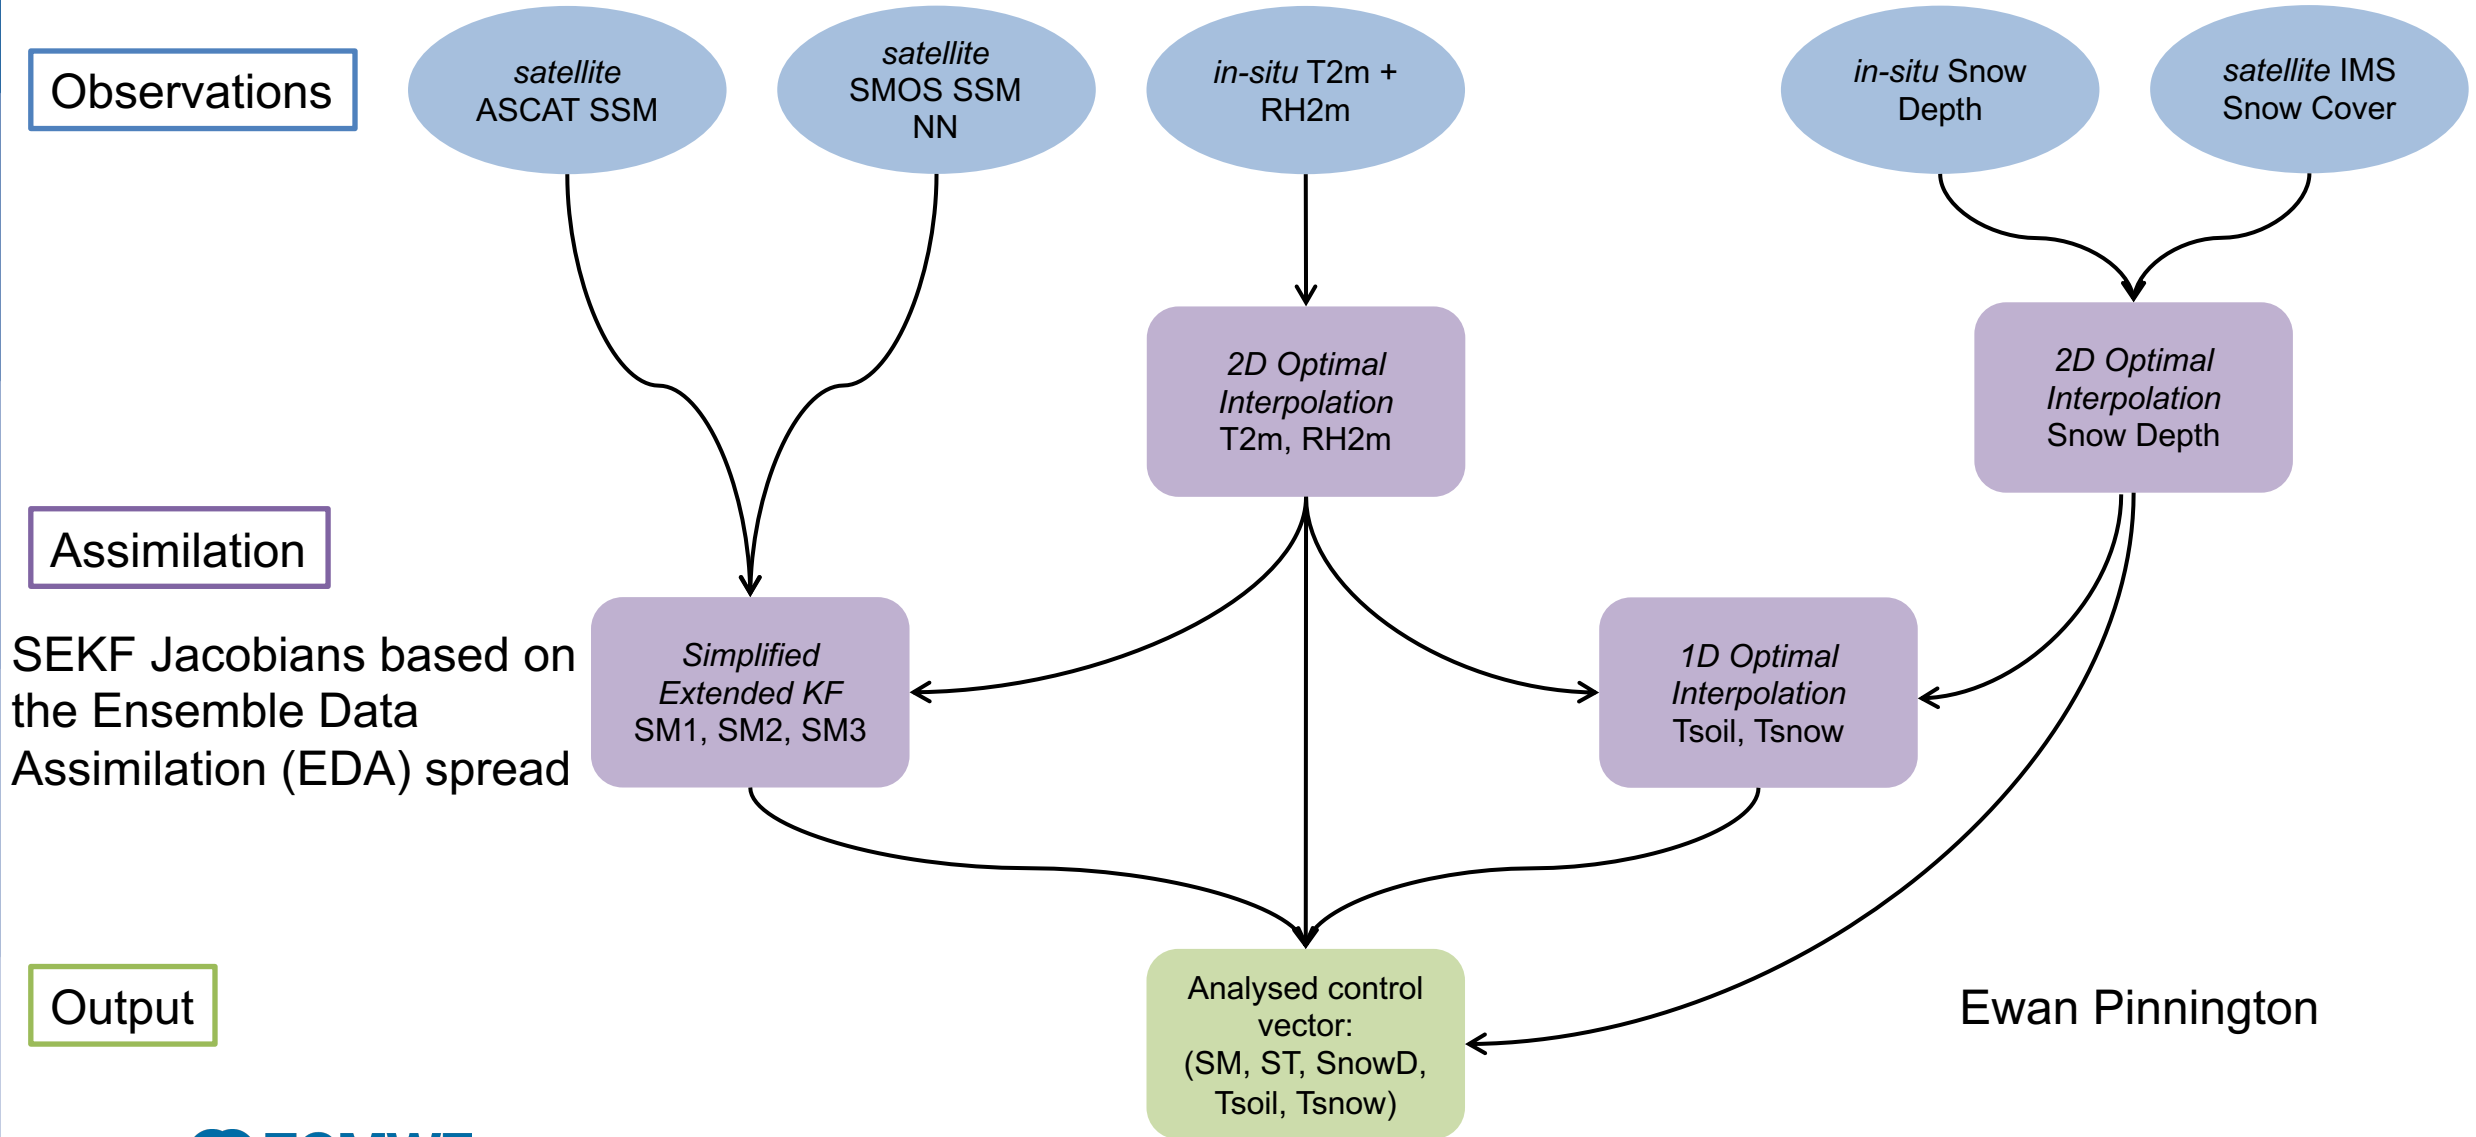 Observations
satellite
ASCAT SSM
satellite
SMOS SSM
NN
in-situ T2m +
RH2m
in-situ Snow
Depth
satellite IMS
Snow Cover
2D Optimal
Interpolation
T2m, RH2m
2D Optimal
Interpolation
Snow Depth
Assimilation
SEKF Jacobians based on
the Ensemble Data
Assimilation (EDA) spread
Simplified
Extended KF
SM1, SM2, SM3
1D Optimal
Interpolation
Tsoil, Tsnow
Output
Analysed control
vector:
(SM, ST, SnowD,
Tsoil, Tsnow)
Ewan Pinnington